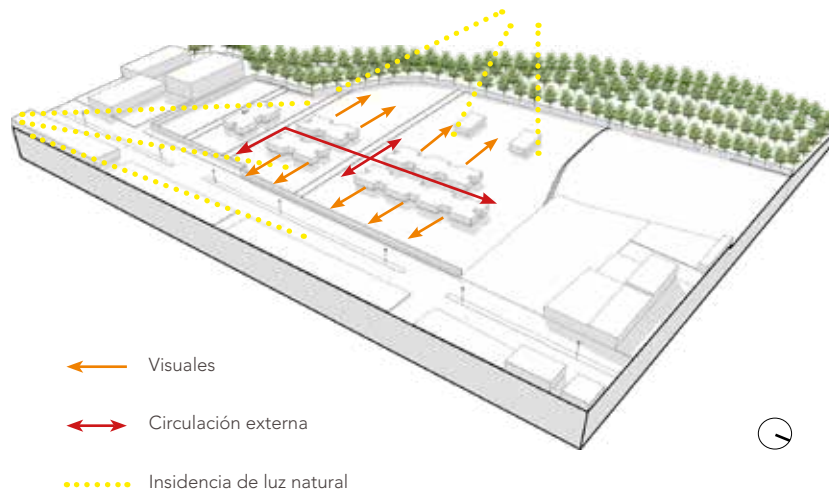 Visuales
Circulación externa
Insidencia de luz natural